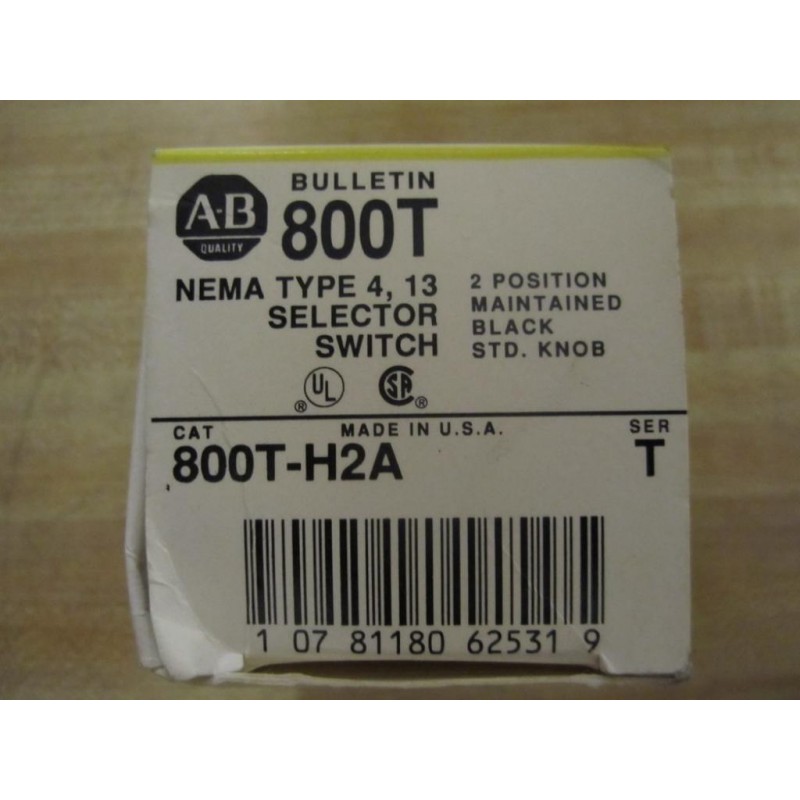 A-B
QUALITY
BULLETIN
800T
NEMA TYPE 4, 13
SELECTOR
SWITCH
2 POSITION
MAINTAINED
BLACK
STD. KNOB
UL
®
SA
®
CAT
MADE IN U.S.A.
SER
800T-H2A
T
1 07 81180 62531 9